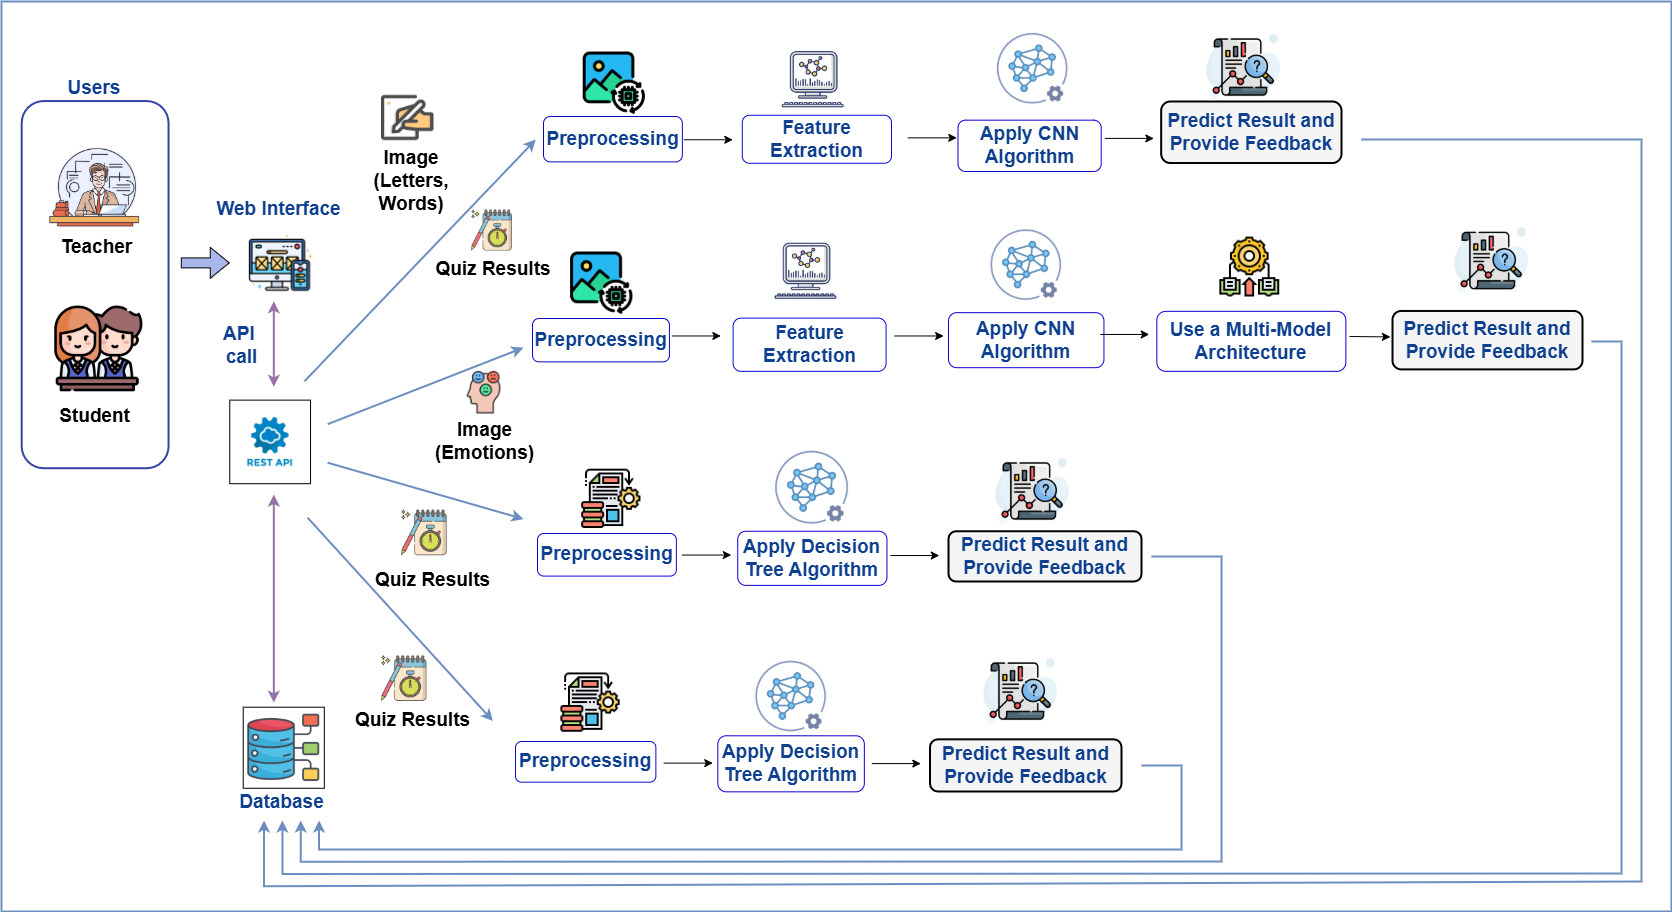 Users
Teacher
Student
Web Interface
API
call
REST API
Database
Image
(Letters,
Words)
Quiz Results
Preprocessing
Feature
Extraction
Apply CNN
Algorithm
?
Predict Result and
Provide Feedback
Image
(Emotions)
Preprocessing
Feature
Extraction
Apply CNN
Algorithm
Use a Multi-Model
Architecture
?
Predict Result and
Provide Feedback
Quiz Results
Preprocessing
Apply Decision
Tree Algorithm
?
Predict Result and
Provide Feedback
Quiz Results
Preprocessing
Apply Decision
Tree Algorithm
?
Predict Result and
Provide Feedback